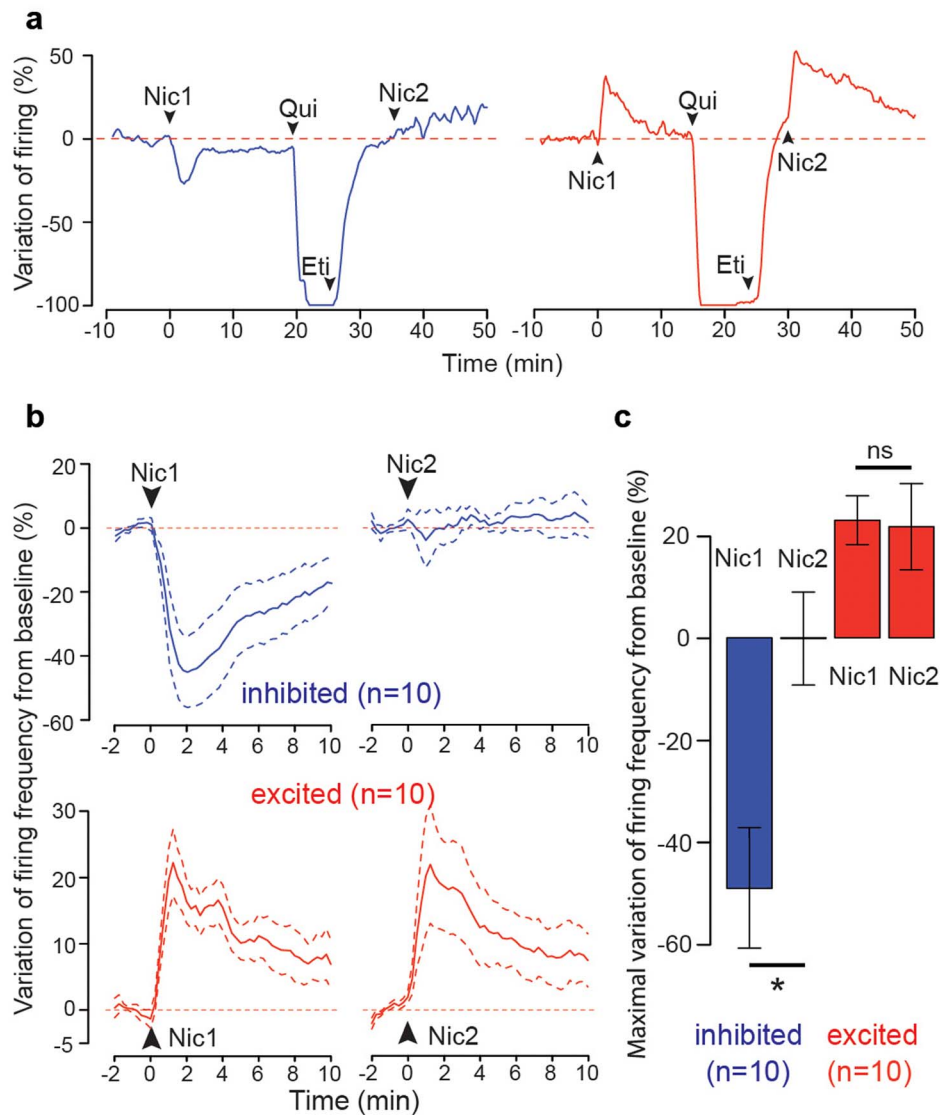 a
Variation of firing (%)
50
0
-50
-100
Nic1
Qui
Nic2
Eti
-10 0 10 20 30 40 50
Nic1
Qui
Nic2
Eti
-10 0 10 20 30 40 50
Time (min)
b
Variation of firing frequency from baseline (%)
20
0
-20
-40
-60
Nic1
Nic2
inhibited (n=10)
-2 0 2 4 6 8 10
-2 0 2 4 6 8 10
excited (n=10)
30
20
10
0
-5
Nic1
Nic2
-2 0 2 4 6 8 10
-2 0 2 4 6 8 10
Time (min)
c
Maximal variation of firing frequency from baseline (%)
ns
20
0
-20
-40
-60
Nic1
Nic2
Nic1
Nic2
*
inhibited
(n=10)
excited
(n=10)